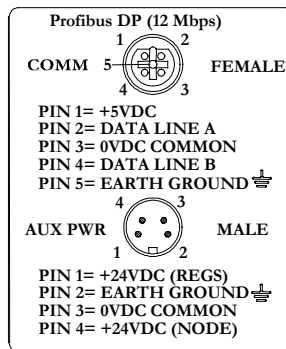 Profibus DP (12 Mbps)
1 2
COMM 5 FEMALE
4 3
PIN 1= +5VDC
PIN 2= DATA LINE A
PIN 3= 0VDC COMMON
PIN 4= DATA LINE B
PIN 5= EARTH GROUND
4 3
AUX PWR MALE
1 2
PIN 1= +24VDC (REGS)
PIN 2= EARTH GROUND
PIN 3= 0VDC COMMON
PIN 4= +24VDC (NODE)